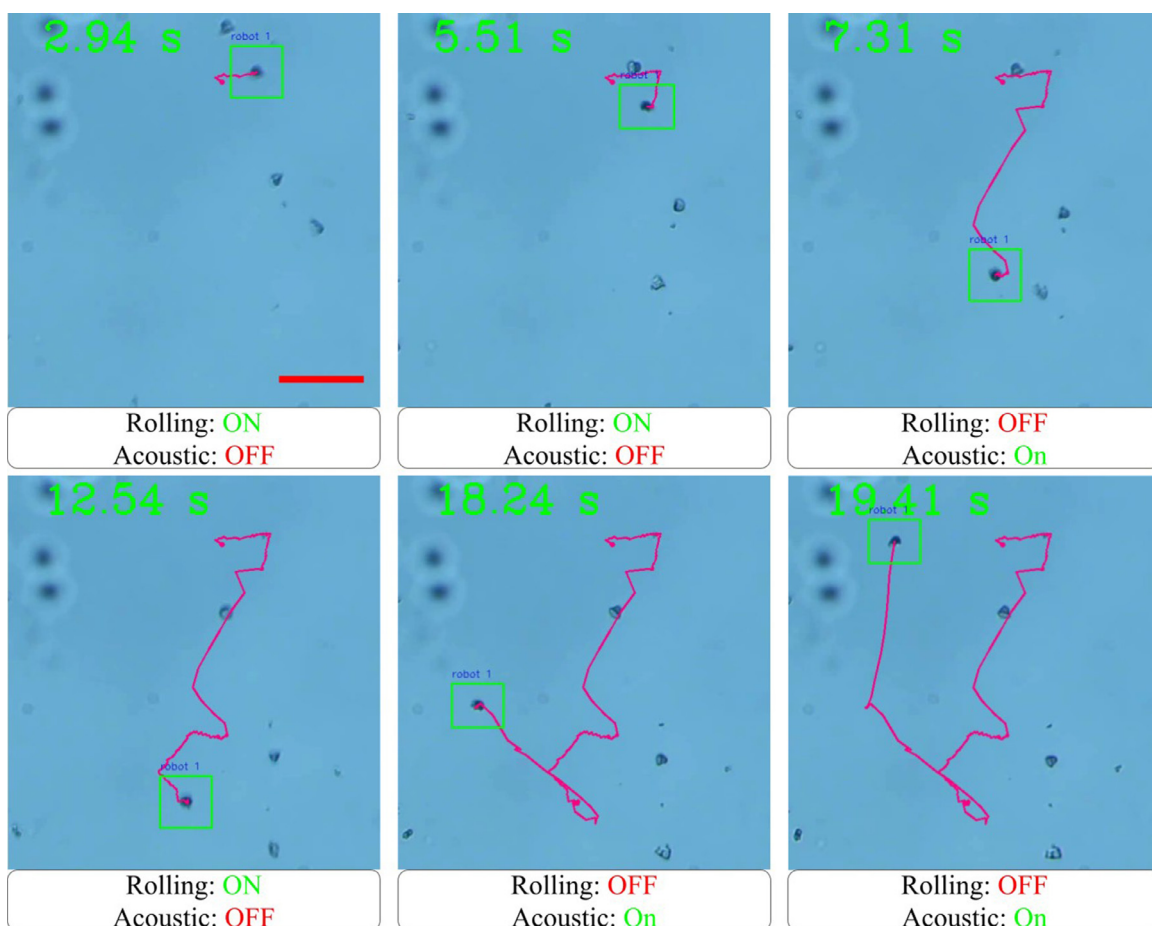 2.94 s
robot 1
Rolling: ON
Acoustic: OFF
5.51 s
robot 1
Rolling: ON
Acoustic: OFF
7.31 s
robot 1
Rolling: OFF
Acoustic: On
12.54 s
robot 1
Rolling: ON
Acoustic: OFF
18.24 s
robot 1
Rolling: OFF
Acoustic: On
19.41 s
robot 1
Rolling: OFF
Acoustic: On